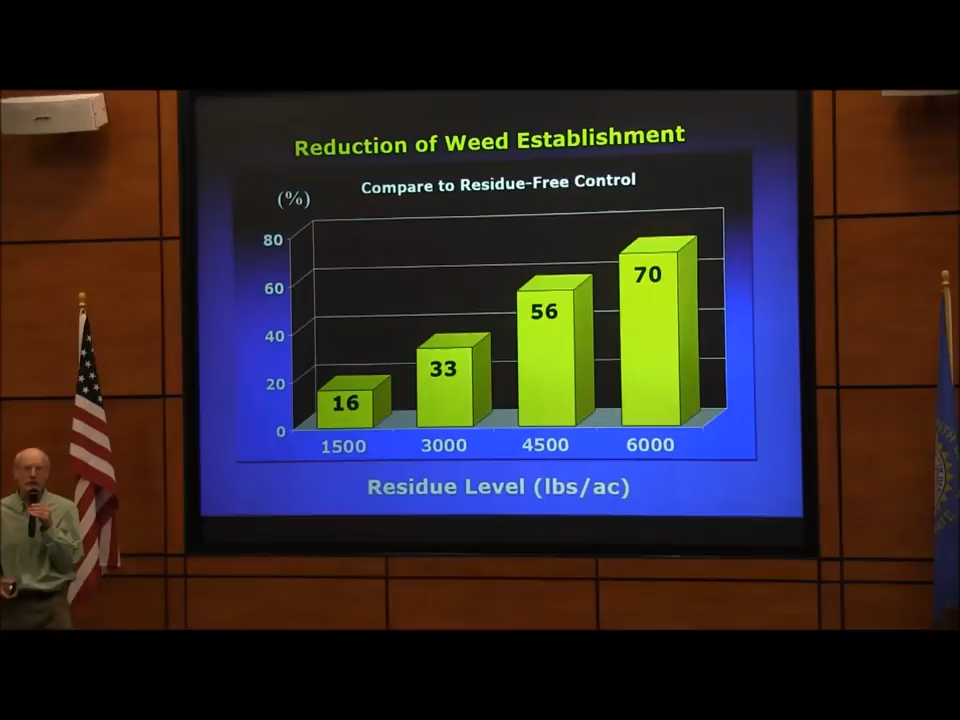 Reduction of Weed Establishment
Compare to Residue-Free Control
(%)
80
60
40
20
0
16
33
56
70
1500 3000 4500 6000
Residue Level (lbs/ac)